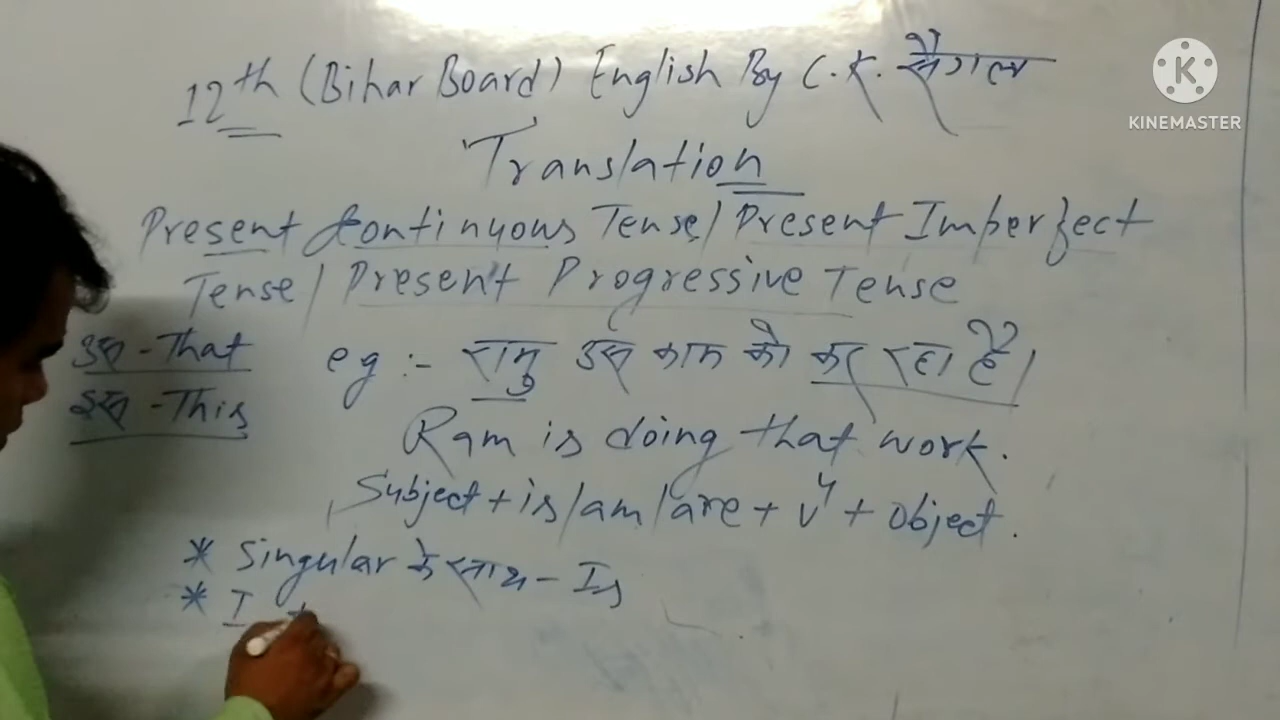 12th (Bihar Board) English By C.K. सैगल
KINEMASTER
Translation
Present Continuous Tense/Present Imperfect
Tense/Present Progressive Tense
उस - That
इस - This
eg :- रामु उस काम को कर रहा है।
Ram is doing that work.
Subject + is/am/are + V4 + Object.
* Singular के साथ - Is
* I